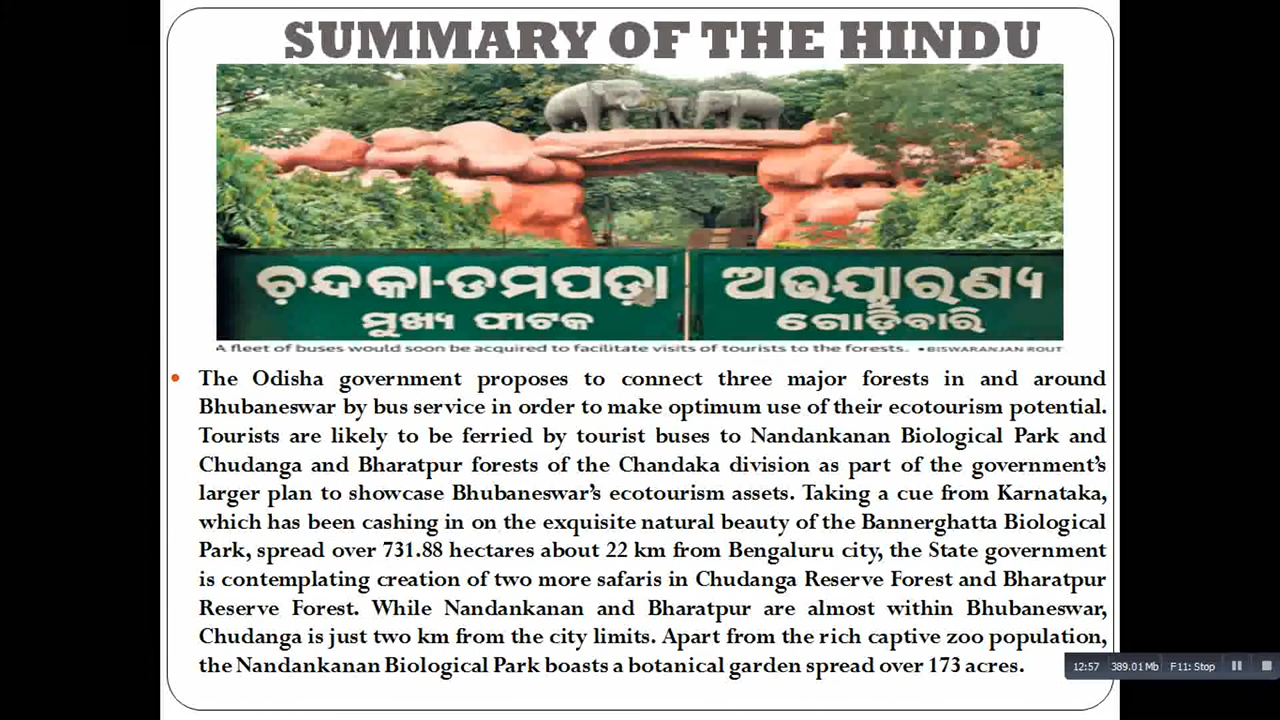 SUMMARY OF THE HINDU
ଚନ୍ଦକା-ଡମପଡ଼ା ଅଭୟାରଣ୍ୟ
ମୁଖ୍ୟ ଫାଟକ ଗୋଡ଼ିବାରି
A fleet of buses would soon be acquired to facilitate visits of tourists to the forests. •BISWARANJAN ROUT
• The Odisha government proposes to connect three major forests in and around
Bhubaneswar by bus service in order to make optimum use of their ecotourism potential.
Tourists are likely to be ferried by tourist buses to Nandankanan Biological Park and
Chudanga and Bharatpur forests of the Chandaka division as part of the government's
larger plan to showcase Bhubaneswar's ecotourism assets. Taking a cue from Karnataka,
which has been cashing in on the exquisite natural beauty of the Bannerghatta Biological
Park, spread over 731.88 hectares about 22 km from Bengaluru city, the State government
is contemplating creation of two more safaris in Chudanga Reserve Forest and Bharatpur
Reserve Forest. While Nandankanan and Bharatpur are almost within Bhubaneswar,
Chudanga is just two km from the city limits. Apart from the rich captive zoo population,
the Nandankanan Biological Park boasts a botanical garden spread over 173 acres.
12:57 389.01 Mb F11: Stop